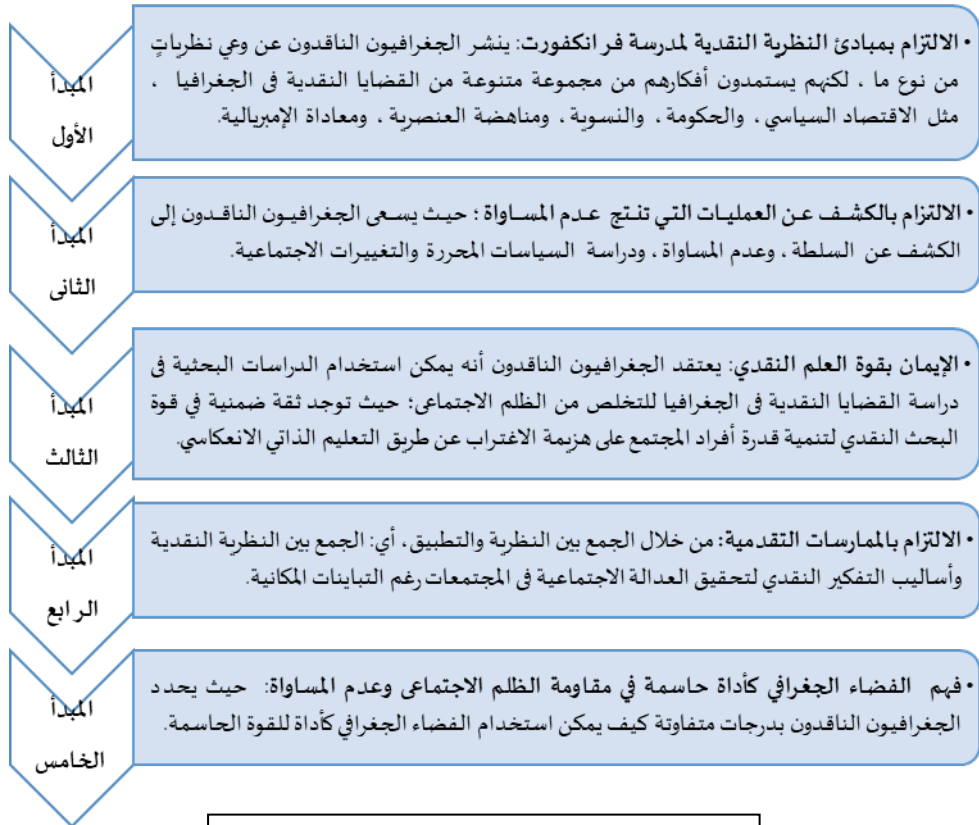 المبدأ
الأول
• الالتزام بمبادئ النظرية النقدية لمدرسة فرانكفورت: ينشر الجغرافيون الناقدون عن وعي نظرياتٍ
من نوع ما ، لكنهم يستمدون أفكارهم من مجموعة متنوعة من القضايا النقدية فى الجغرافيا ،
مثل الاقتصاد السياسي ، والحكومة ، والنسوية ، ومناهضة العنصرية ، ومعاداة الإمبريالية.
المبدأ
الثانى
• الالتزام بالكشف عن العمليات التي تنتج عدم المساواة ؛ حيث يسعى الجغرافيون الناقدون إلى
الكشف عن السلطة ، وعدم المساواة ، ودراسة السياسات المحررة والتغييرات الاجتماعية.
المبدأ
الثالث
• الإيمان بقوة العلم النقدي: يعتقد الجغرافيون الناقدون أنه يمكن استخدام الدراسات البحثية فى
دراسة القضايا النقدية فى الجغرافيا للتخلص من الظلم الاجتماعى؛ حيث توجد ثقة ضمنية في قوة
البحث النقدي لتنمية قدرة أفراد المجتمع على هزيمة الاغتراب عن طريق التعليم الذاتي الانعكاسي.
المبدأ
الرابع
• الالتزام بالممارسات التقدمية: من خلال الجمع بين النظرية والتطبيق، أي: الجمع بين النظرية النقدية
وأساليب التفكير النقدي لتحقيق العدالة الاجتماعية فى المجتمعات رغم التباينات المكانية.
المبدأ
الخامس
• فهم الفضاء الجغرافي كأداة حاسمة في مقاومة الظلم الاجتماعى وعدم المساواة: حيث يحدد
الجغرافيون الناقدون بدرجات متفاوتة كيف يمكن استخدام الفضاء الجغرافي كأداة للقوة الحاسمة.